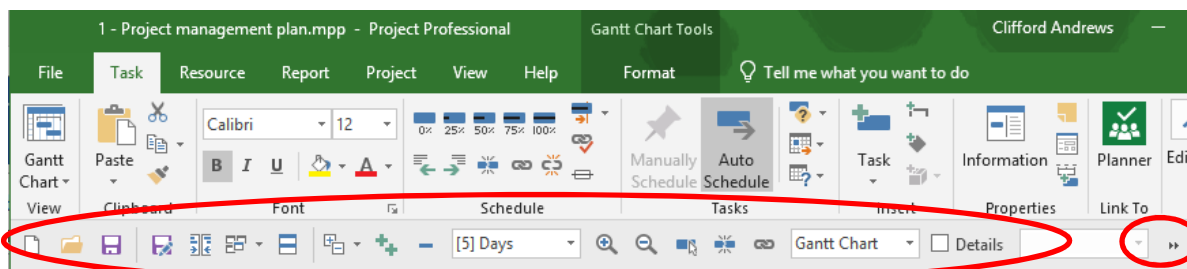 1 - Project management plan.mpp - Project Professional Gantt Chart Tools Clifford Andrews
File Task Resource Report Project View Help Format Tell me what you want to do
Calibri 12 0% 25% 50% 75% 100%
Gantt Chart Paste B I U A Manually Schedule Auto Schedule Task Information Planner Edi
View Clipboard Font Schedule Tasks Insert Properties Link To
[5] Days Gantt Chart Details